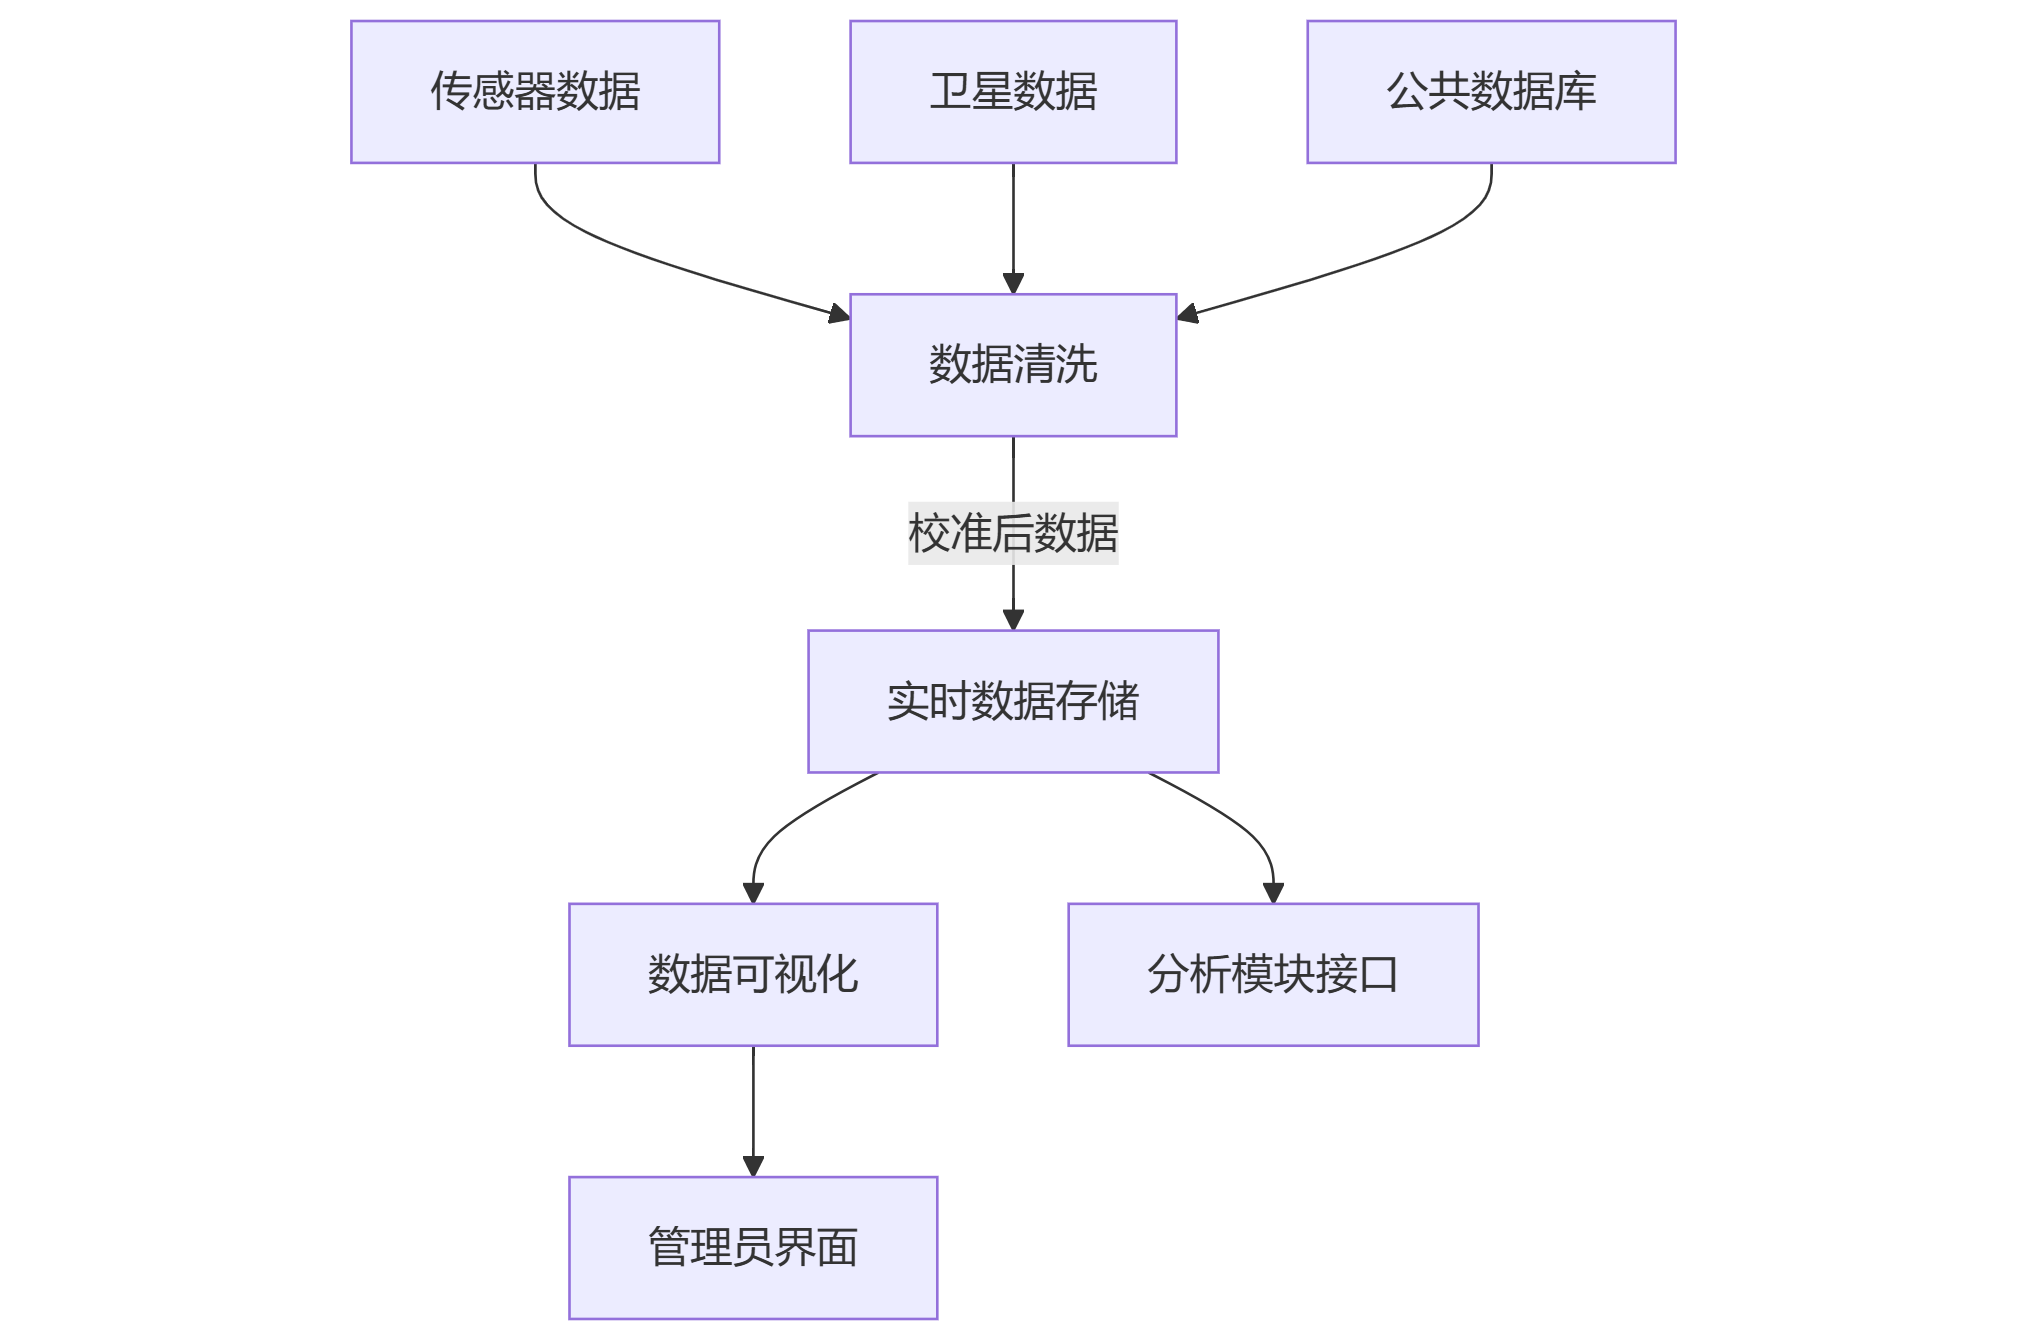 传感器数据
卫星数据
公共数据库
数据清洗
校准后数据
实时数据存储
数据可视化
分析模块接口
管理员界面